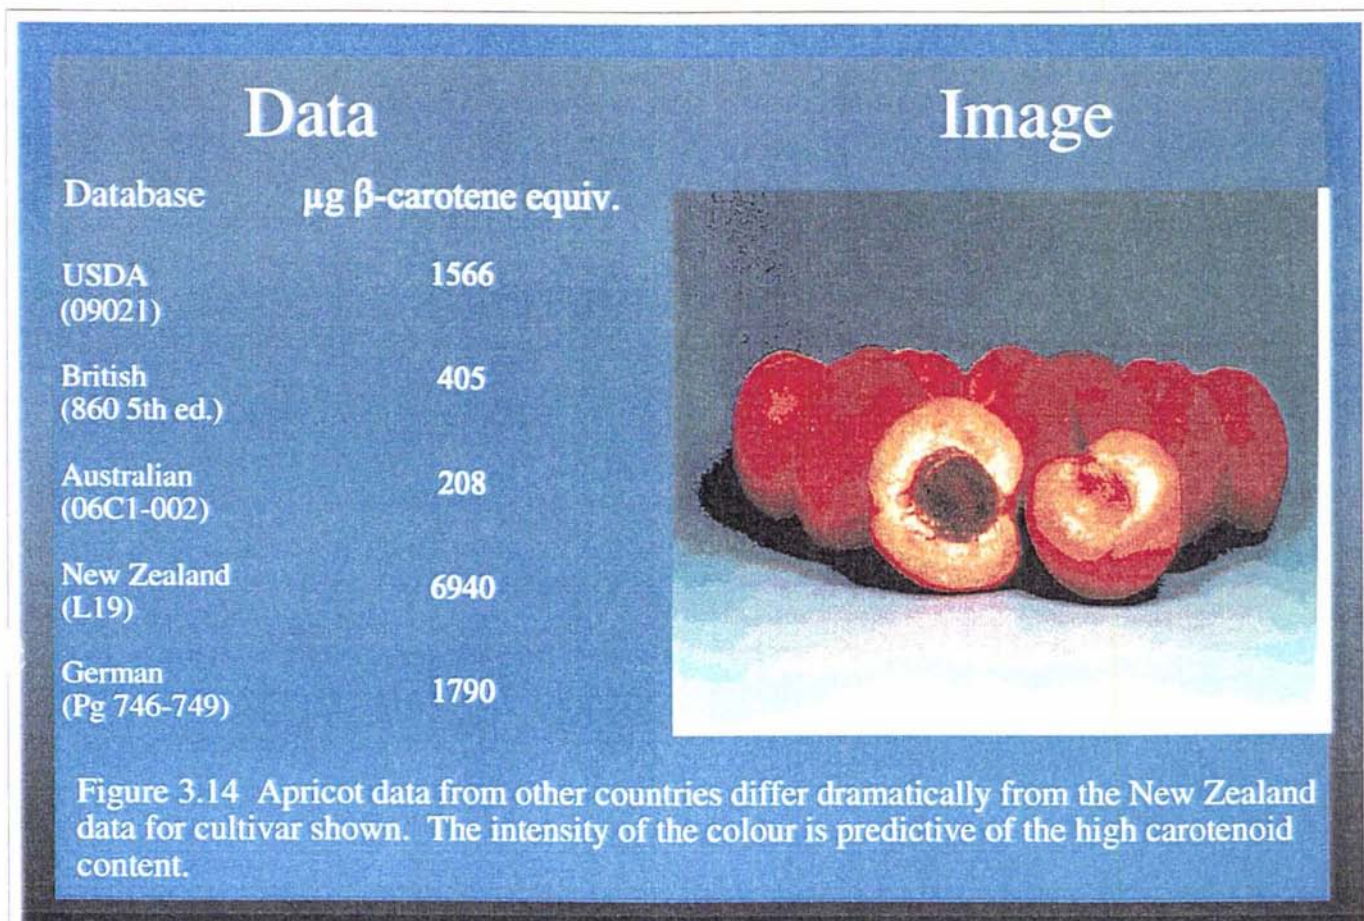 Data
Image
Database µg β-carotene equiv.
USDA 1566
(09021)
British 405
(860 5th ed.)
Australian 208
(06C1-002)
New Zealand 6940
(L19)
German 1790
(Pg 746-749)
Figure 3.14 Apricot data from other countries differ dramatically from the New Zealand
data for cultivar shown. The intensity of the colour is predictive of the high carotenoid
content.